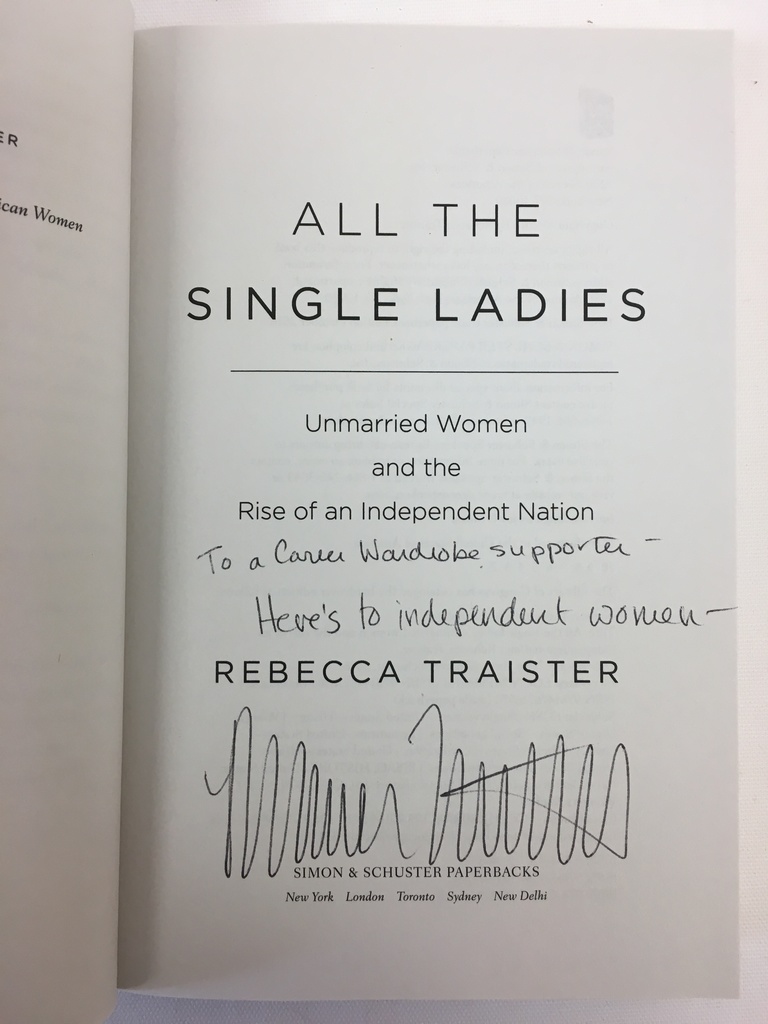 ER
ican Women
ALL THE
SINGLE LADIES
Unmarried Women
and the
Rise of an Independent Nation
To a Career Wardrobe supporter –
Here's to independent women –
REBECCA TRAISTER
SIMON & SCHUSTER PAPERBACKS
New York London Toronto Sydney New Delhi